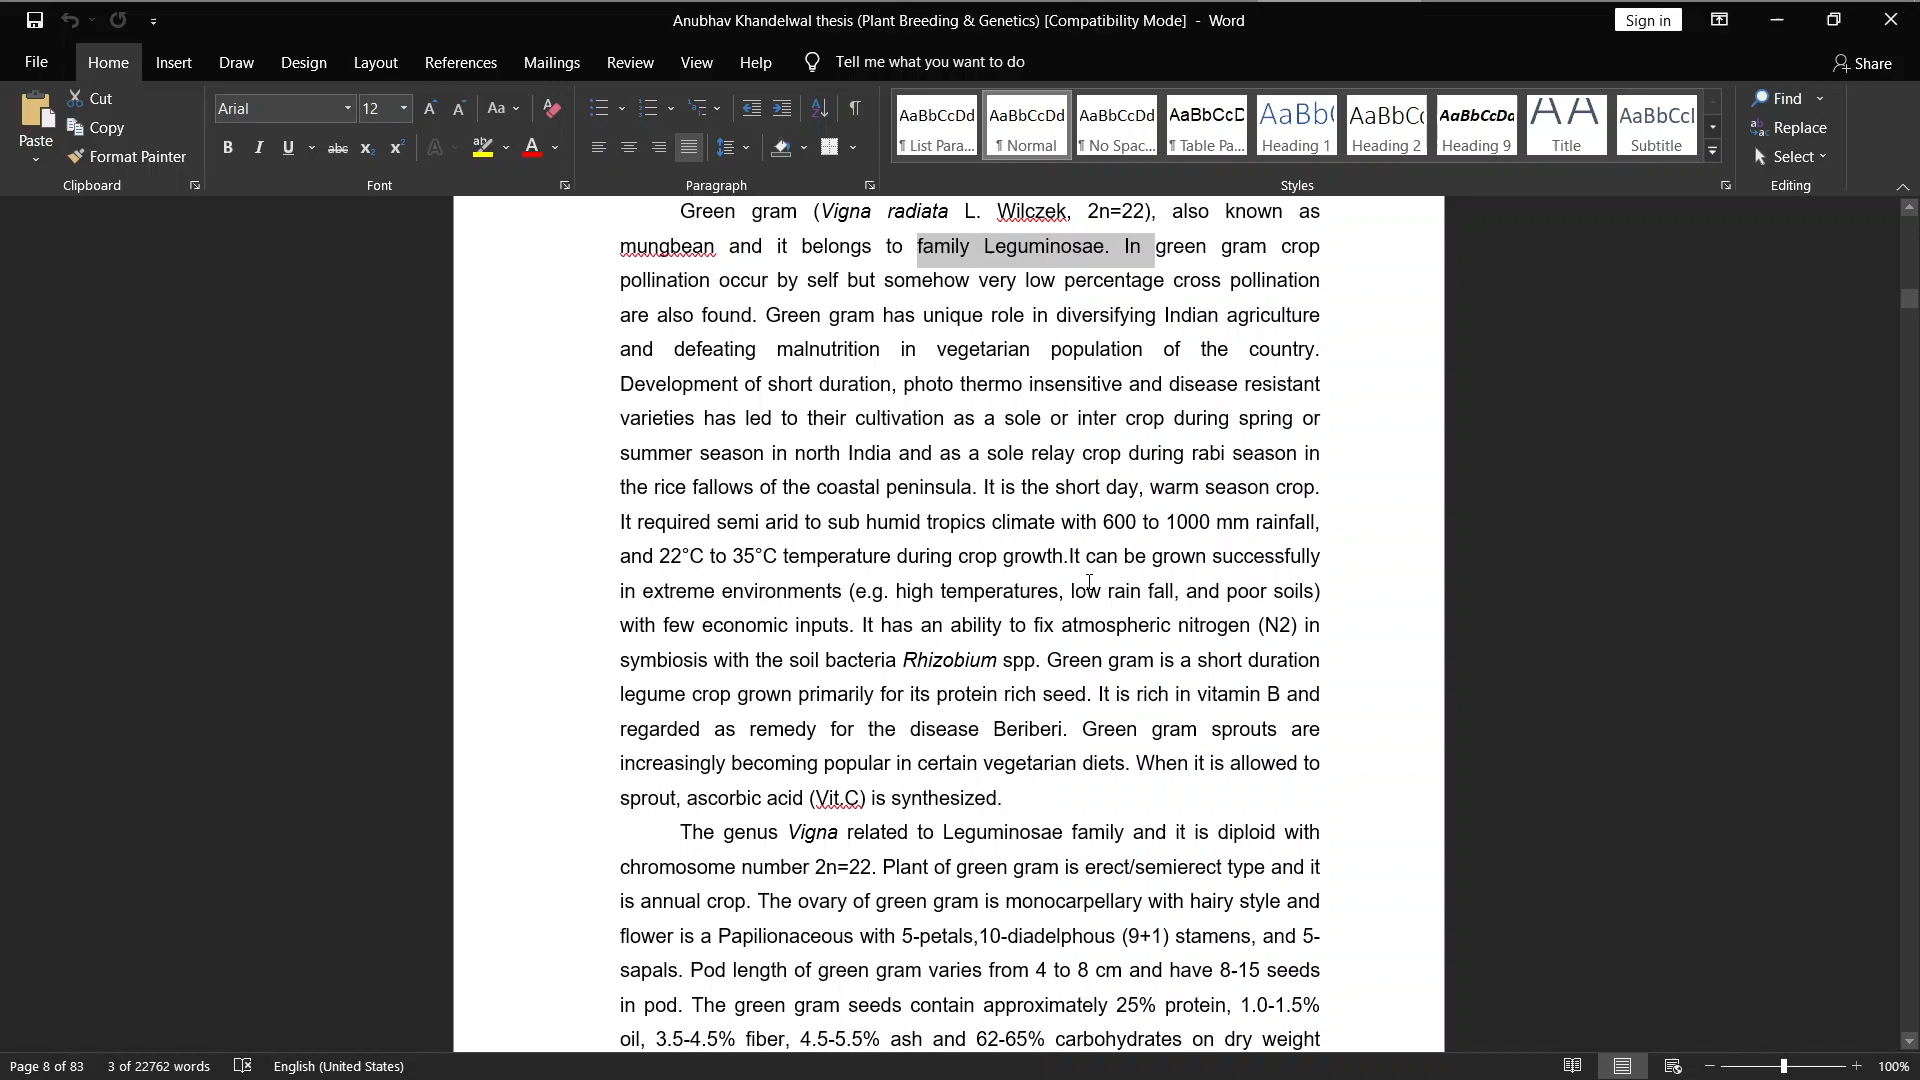 Anubhav Khandelwal thesis (Plant Breeding & Genetics) [Compatibility Mode] - Word
Sign in
File Home Insert Draw Design Layout References Mailings Review View Help Tell me what you want to do Share
Paste
Cut
Copy
Format Painter
Clipboard
Arial 12
Aa
B I U abc X₂ X²
A ab A
Font
Paragraph
AaBbCcDd AaBbCcDd AaBbCcDd AaBbCcD AaBb( AaBbC( AaBbCcDd AA AaBbCcI
¶ List Para... ¶ Normal ¶ No Spac... ¶ Table Pa... Heading 1 Heading 2 Heading 9 Title Subtitle
Styles
Find
Replace
Select
Editing
Green gram (Vigna radiata L. Wilczek, 2n=22), also known as
mungbean and it belongs to family Leguminosae. In green gram crop
pollination occur by self but somehow very low percentage cross pollination
are also found. Green gram has unique role in diversifying Indian agriculture
and defeating malnutrition in vegetarian population of the country.
Development of short duration, photo thermo insensitive and disease resistant
varieties has led to their cultivation as a sole or inter crop during spring or
summer season in north India and as a sole relay crop during rabi season in
the rice fallows of the coastal peninsula. It is the short day, warm season crop.
It required semi arid to sub humid tropics climate with 600 to 1000 mm rainfall,
and 22°C to 35°C temperature during crop growth.It can be grown successfully
in extreme environments (e.g. high temperatures, low rain fall, and poor soils)
with few economic inputs. It has an ability to fix atmospheric nitrogen (N2) in
symbiosis with the soil bacteria Rhizobium spp. Green gram is a short duration
legume crop grown primarily for its protein rich seed. It is rich in vitamin B and
regarded as remedy for the disease Beriberi. Green gram sprouts are
increasingly becoming popular in certain vegetarian diets. When it is allowed to
sprout, ascorbic acid (Vit.C) is synthesized.
The genus Vigna related to Leguminosae family and it is diploid with
chromosome number 2n=22. Plant of green gram is erect/semierect type and it
is annual crop. The ovary of green gram is monocarpellary with hairy style and
flower is a Papilionaceous with 5-petals,10-diadelphous (9+1) stamens, and 5-
sapals. Pod length of green gram varies from 4 to 8 cm and have 8-15 seeds
in pod. The green gram seeds contain approximately 25% protein, 1.0-1.5%
oil, 3.5-4.5% fiber, 4.5-5.5% ash and 62-65% carbohydrates on dry weight
Page 8 of 83 3 of 22762 words English (United States) 100%